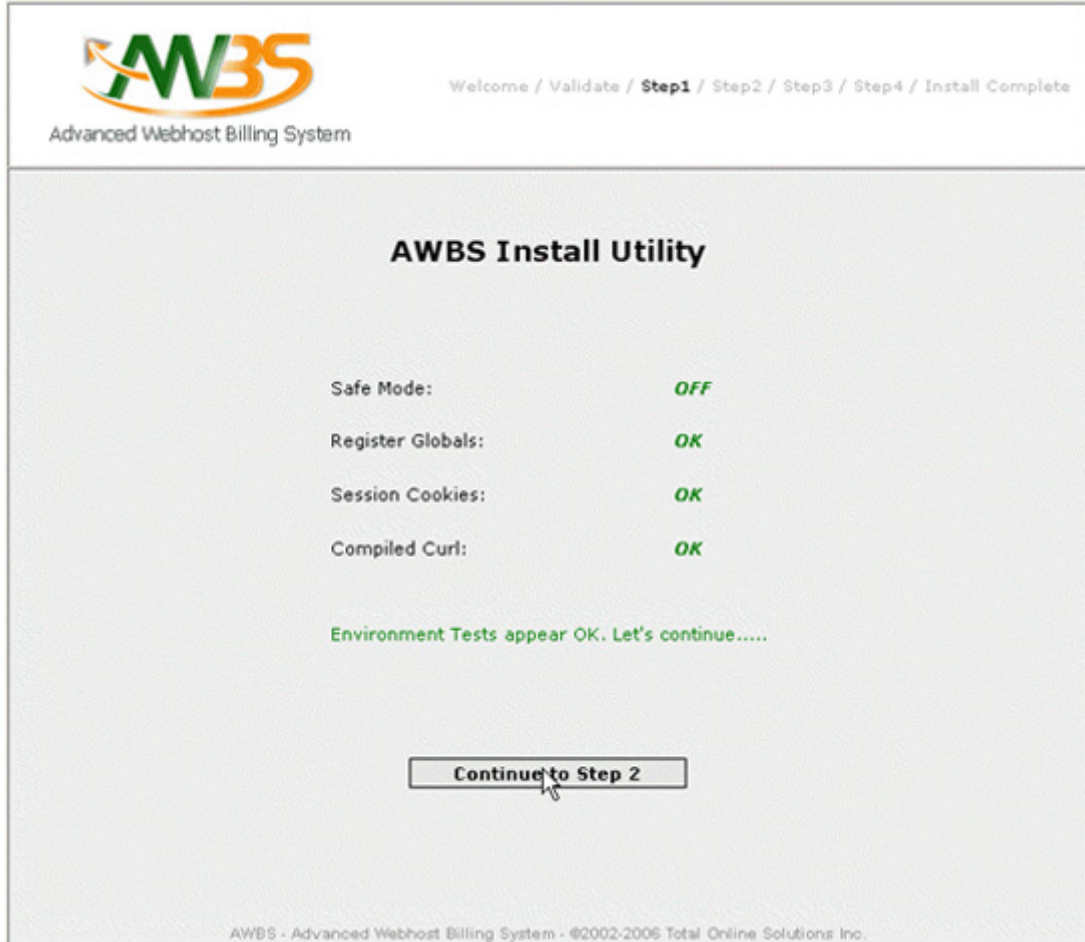 AWBS
Advanced Webhost Billing System
Welcome / Validate / Step1 / Step2 / Step3 / Step4 / Install Complete
AWBS Install Utility
Safe Mode: OFF
Register Globals: OK
Session Cookies: OK
Compiled Curl: OK
Environment Tests appear OK. Let's continue.....
Continue to Step 2
AWBS - Advanced Webhost Billing System - ©2002-2006 Total Online Solutions Inc.